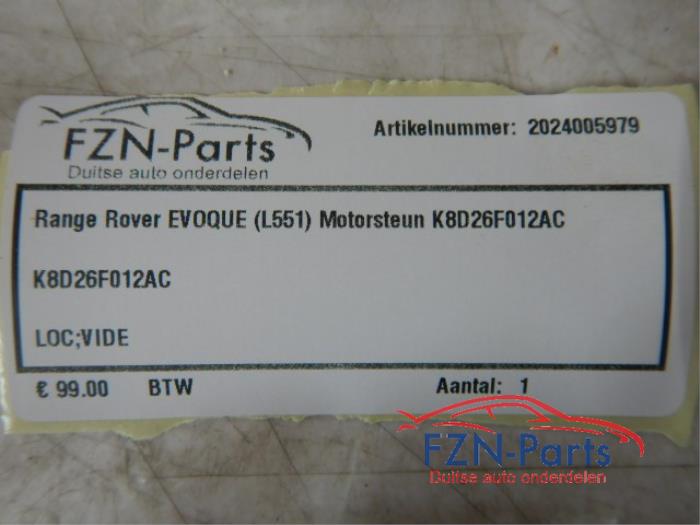 FZN-Parts
Duitse auto onderdelen
Artikelnummer: 2024005979
Range Rover EVOQUE (L551) Motorsteun K8D26F012AC
K8D26F012AC
LOC;VIDE
€ 99.00 BTW Aantal: 1
FZN-Parts
Duitse auto onderdelen